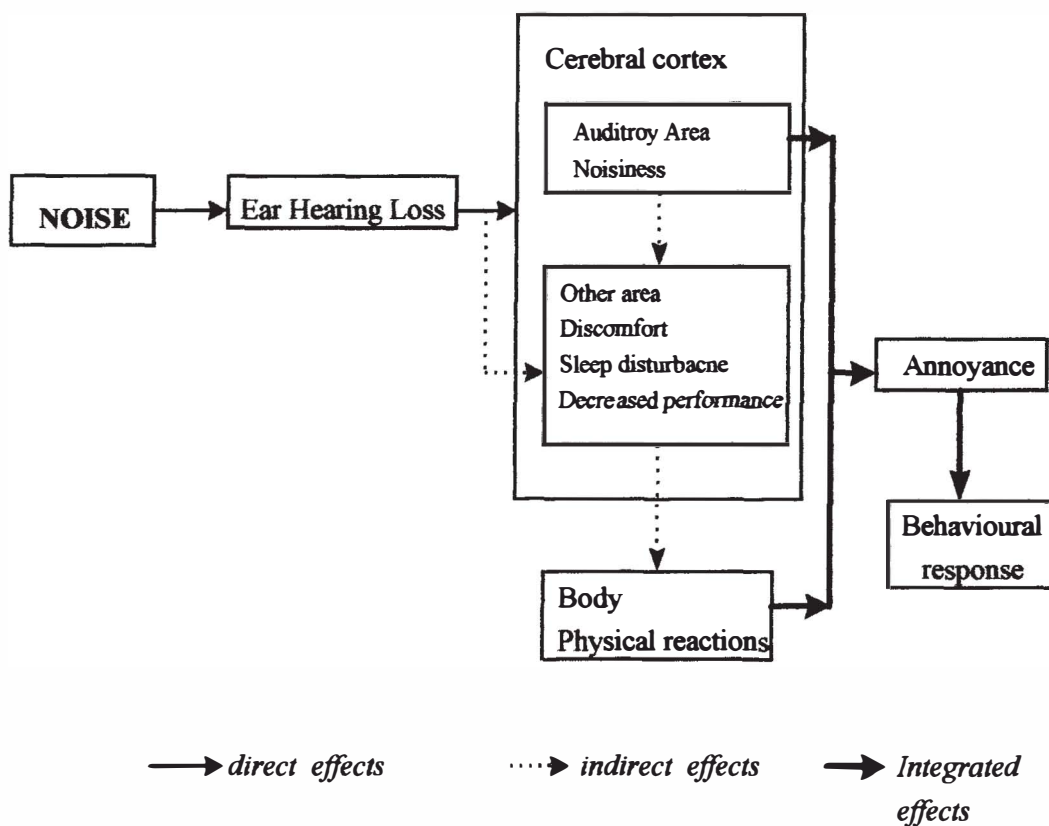 NOISE
Ear Hearing Loss
Cerebral cortex
Auditroy Area
Noisiness
Other area
Discomfort
Sleep disturbacne
Decreased performance
Body
Physical reactions
Annoyance
Behavioural
response
direct effects
indirect effects
Integrated
effects